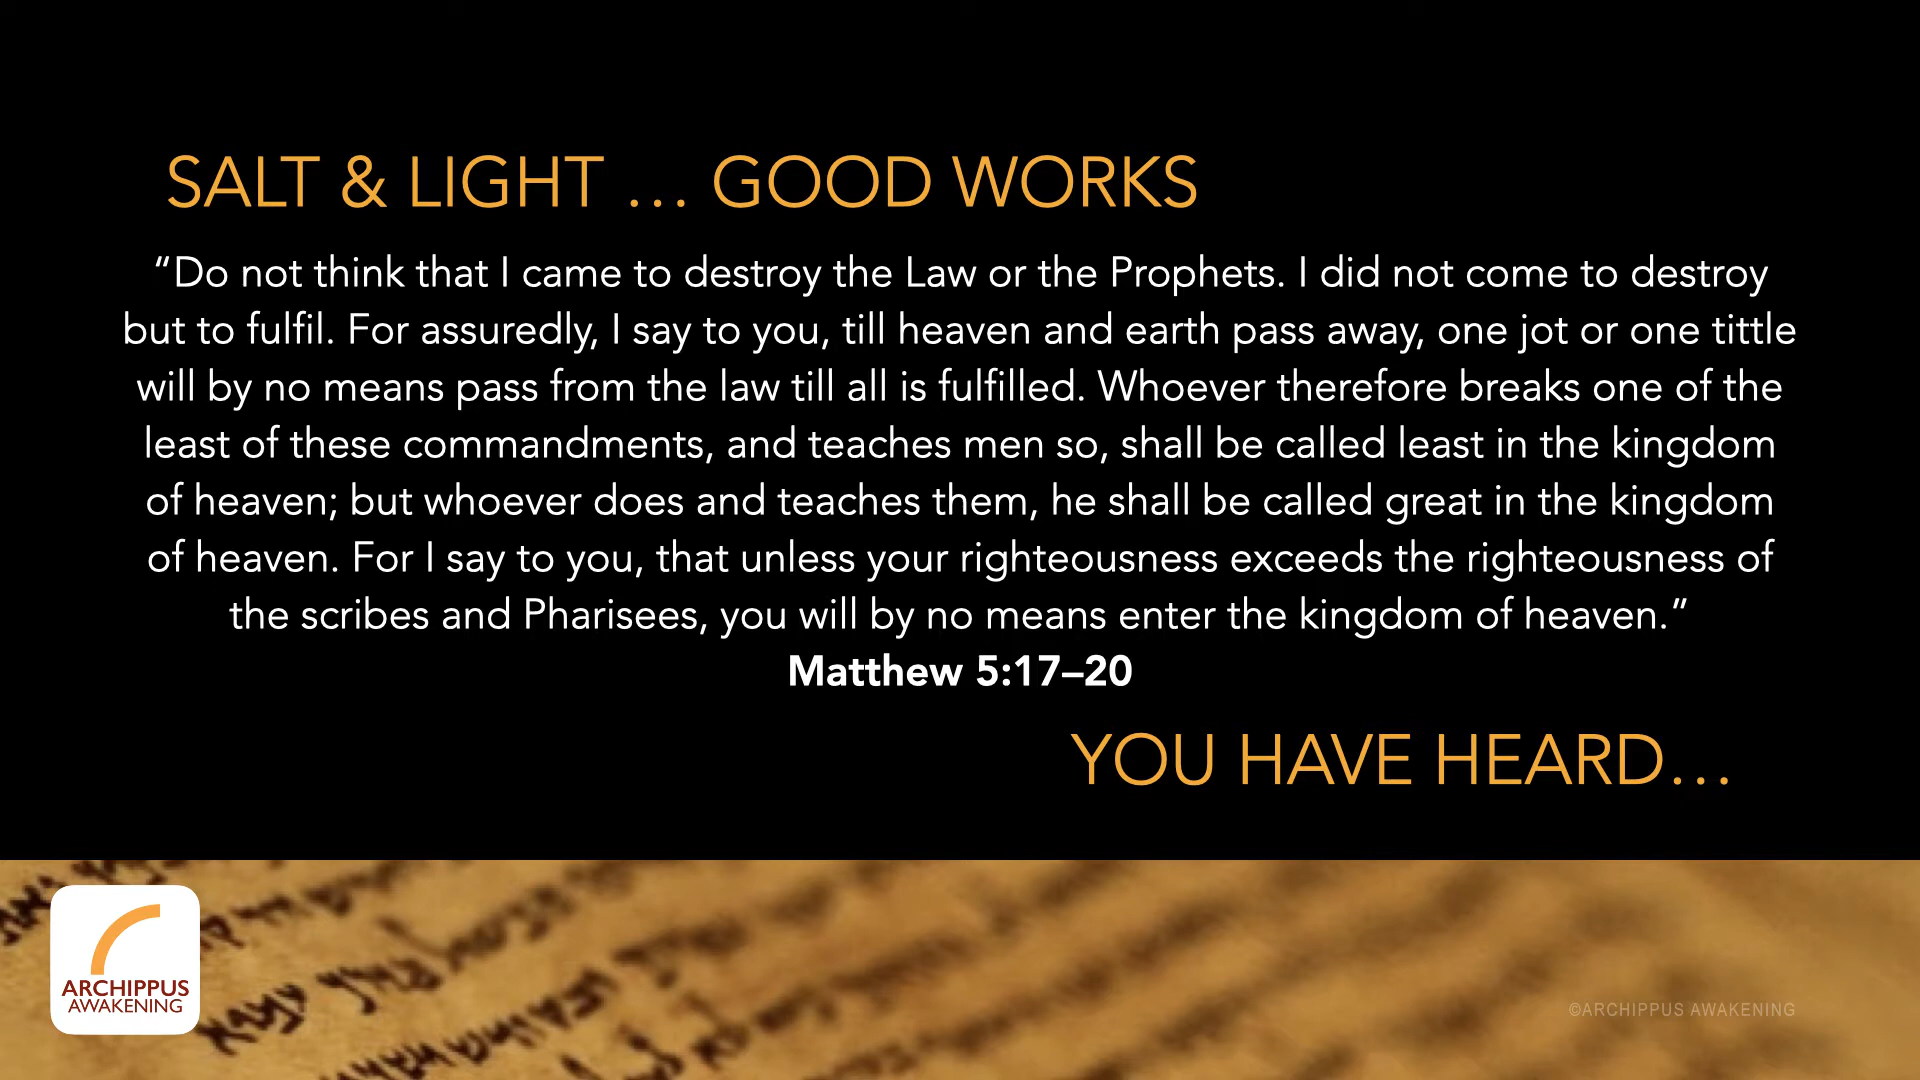 SALT & LIGHT … GOOD WORKS
“Do not think that I came to destroy the Law or the Prophets. I did not come to destroy
but to fulfil. For assuredly, I say to you, till heaven and earth pass away, one jot or one tittle
will by no means pass from the law till all is fulfilled. Whoever therefore breaks one of the
least of these commandments, and teaches men so, shall be called least in the kingdom
of heaven; but whoever does and teaches them, he shall be called great in the kingdom
of heaven. For I say to you, that unless your righteousness exceeds the righteousness of
the scribes and Pharisees, you will by no means enter the kingdom of heaven.”
Matthew 5:17–20
YOU HAVE HEARD…
ARCHIPPUS
AWAKENING
©ARCHIPPUS AWAKENING